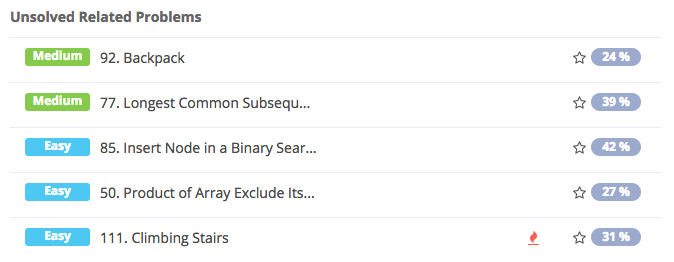 Unsolved Related Problems
Medium 92. Backpack 24 %
Medium 77. Longest Common Subsequ... 39 %
Easy 85. Insert Node in a Binary Sear... 42 %
Easy 50. Product of Array Exclude Its... 27 %
Easy 111. Climbing Stairs 31 %